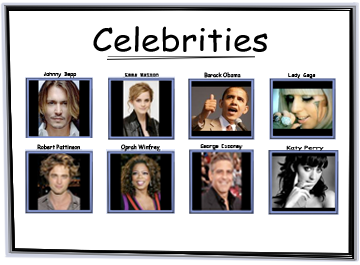 Celebrities
Johnny Depp
Emma Watson
Barack Obama
Lady Gaga
Robert Pattinson
Oprah Winfrey
George Clooney
Katy Perry